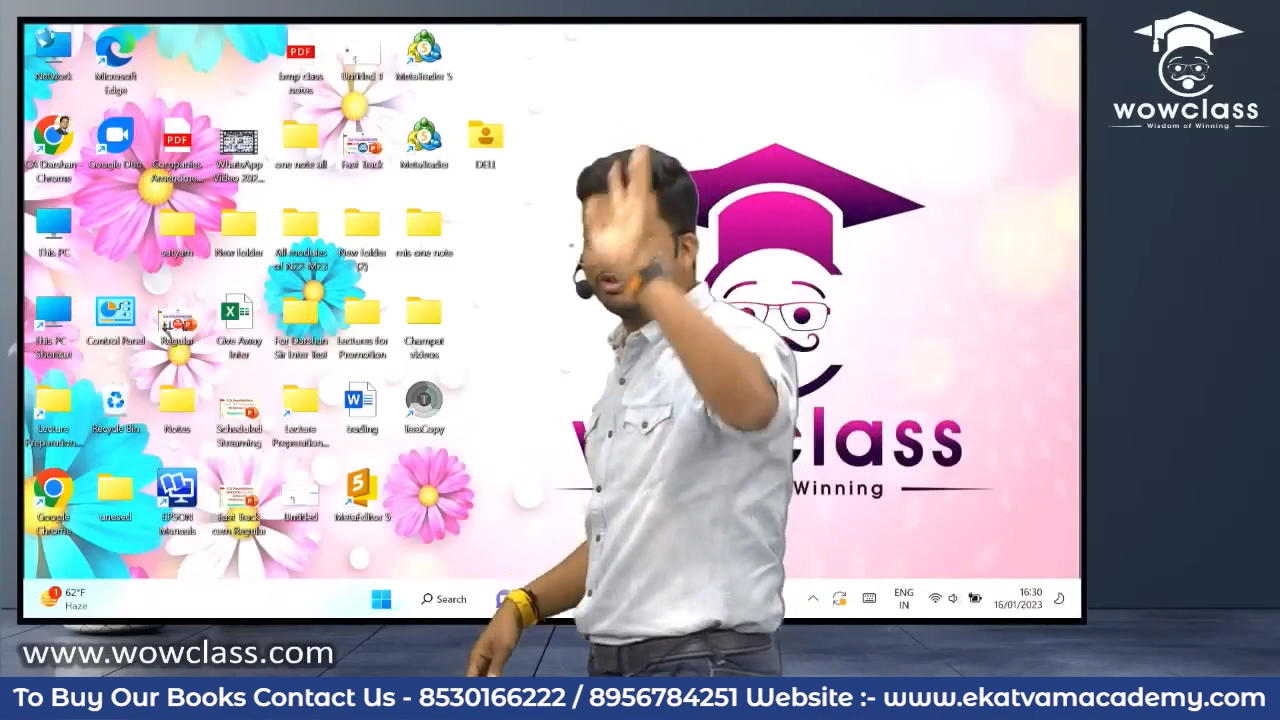 wowclass
Wisdom of Winning
Network
Microsoft
Edge
PDF
bmp class
notes
Untitled 1
MetaTrader 5
CA Darshan -
Chrome
Google Duo
PDF
Companies
Amendme...
WhatsApp
Video 202...
one note all
Fast Track
MetaTrader
DELL
This PC
satyam
New folder
All modules
of N22-M23
New folder
(2)
mis one note
This PC
Shortcut
Control Panel
Regular
Give Away
Inter
For Darshan
Sir Inter Test
Lectures for
Promotion
Champat
videos
Lecture
Preparation...
Recycle Bin
Notes
Scheduled
Streaming
Lecture
Preparation...
trading
TeraCopy
Google
Chrome
unused
EPSON
Manuals
Fast Track
cum Regular
Untitled
MetaEditor 5
class
Winning
1
62°F
Haze
Search
ENG
IN
16:30
16/01/2023
www.wowclass.com
To Buy Our Books Contact Us - 8530166222 / 8956784251 Website :- www.ekatvamacademy.com